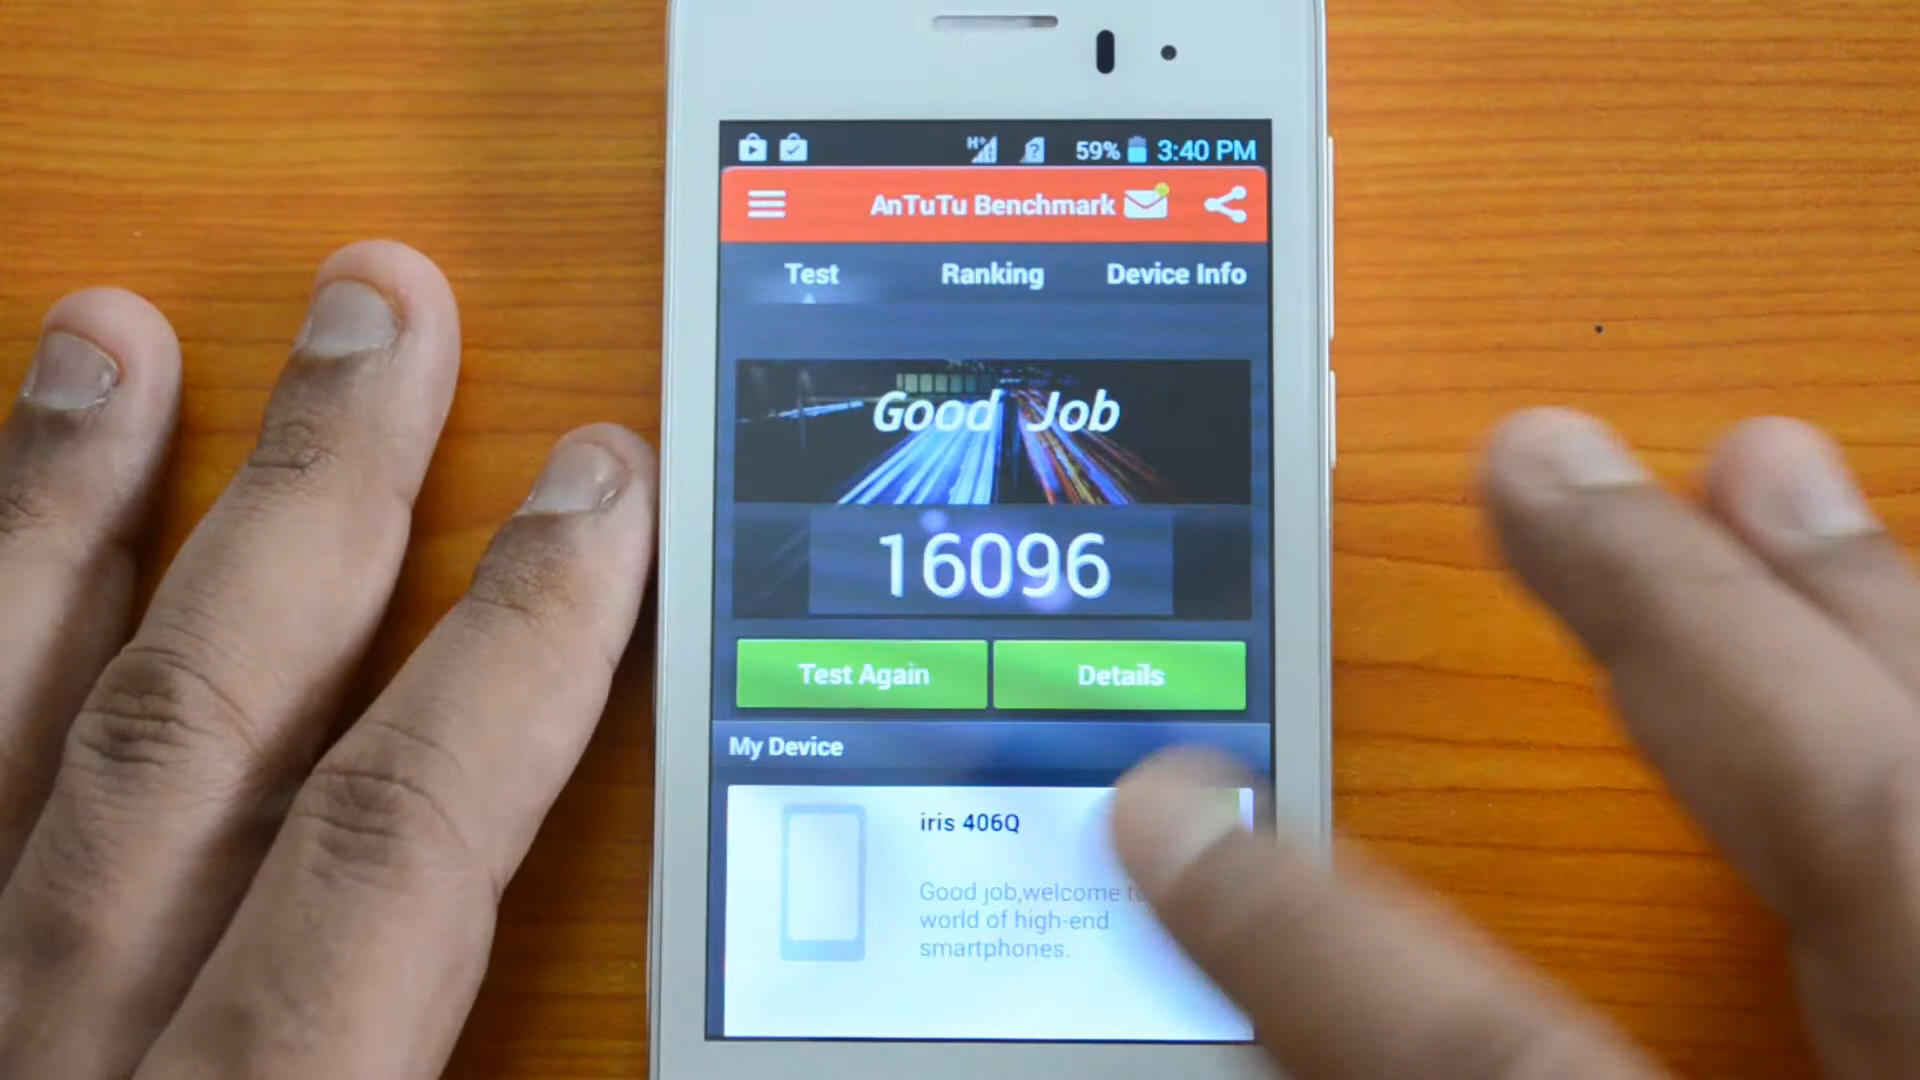 H+ ? 59% 3:40 PM
AnTuTu Benchmark
Test Ranking Device Info
Good Job
16096
Test Again Details
My Device
iris 406Q
Good job,welcome
world of high-end
smartphones.